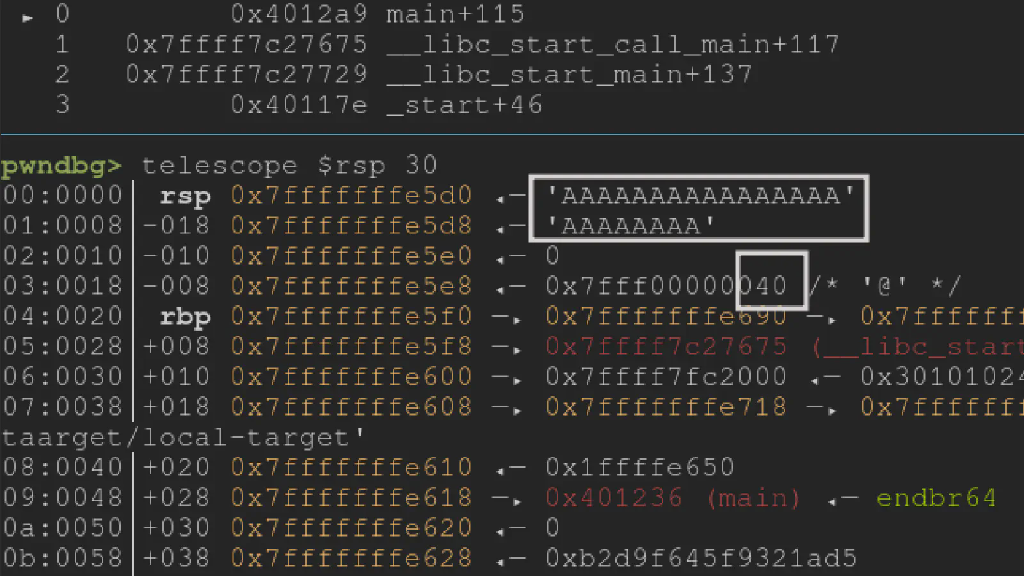 ► 0 0x4012a9 main+115
1 0x7ffff7c27675 __libc_start_call_main+117
2 0x7ffff7c27729 __libc_start_main+137
3 0x40117e _start+46
pwndbg> telescope $rsp 30
00:0000│ rsp 0x7fffffffe5d0 ◂— 'AAAAAAAAAAAAAAAA'
01:0008│-018 0x7fffffffe5d8 ◂— 'AAAAAAAA'
02:0010│-010 0x7fffffffe5e0 ◂— 0
03:0018│-008 0x7fffffffe5e8 ◂— 0x7fff00000040 /* '@' */
04:0020│ rbp 0x7fffffffe5f0 —▸ 0x7fffffffe690 —▸ 0x7ffffff
05:0028│+008 0x7fffffffe5f8 —▸ 0x7ffff7c27675 (__libc_start
06:0030│+010 0x7fffffffe600 —▸ 0x7ffff7fc2000 ◂— 0x30101024
07:0038│+018 0x7fffffffe608 —▸ 0x7fffffffe718 —▸ 0x7ffffff
taarget/local-target'
08:0040│+020 0x7fffffffe610 ◂— 0x1ffffe650
09:0048│+028 0x7fffffffe618 —▸ 0x401236 (main) ◂— endbr64
0a:0050│+030 0x7fffffffe620 ◂— 0
0b:0058│+038 0x7fffffffe628 ◂— 0xb2d9f645f9321ad5